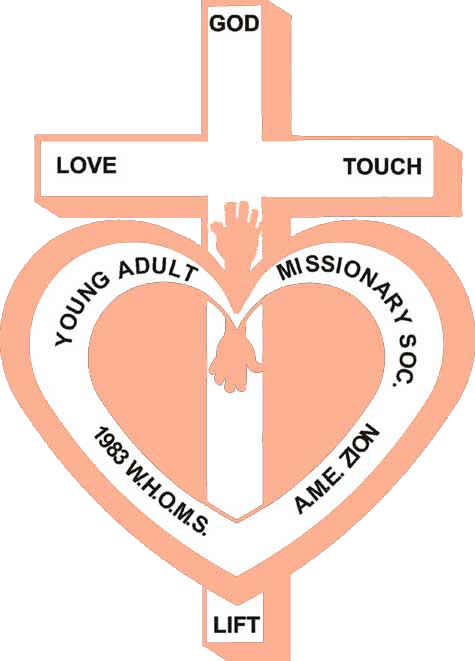 GOD
LOVE
TOUCH
YOUNG ADULT
MISSIONARY SOC.
1983 W.H.O.M.S.
A.M.E. ZION
LIFT